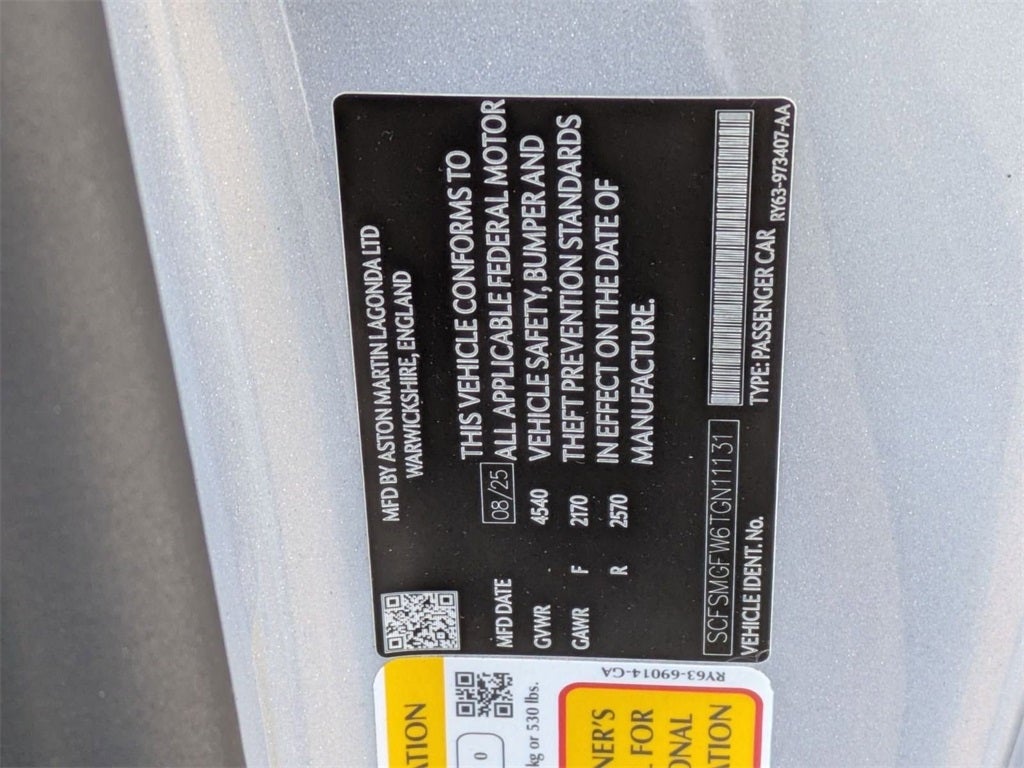 MFD BY ASTON MARTIN LAGONDA LTD
WARWICKSHIRE, ENGLAND
THIS VEHICLE CONFORMS TO
MFD DATE 08/25 ALL APPLICABLE FEDERAL MOTOR
GVWR 4540 VEHICLE SAFETY, BUMPER AND
GAWR F 2170 THEFT PREVENTION STANDARDS
R 2570 IN EFFECT ON THE DATE OF
MANUFACTURE.
SCFSMGFW6TGN11131
VEHICLE IDENT. No. TYPE: PASSENGER CAR RY63-973407-AA
ATION
0
kg or 530 lbs.
NER'S
FOR
ONAL
ATION
RY63-69014-GA